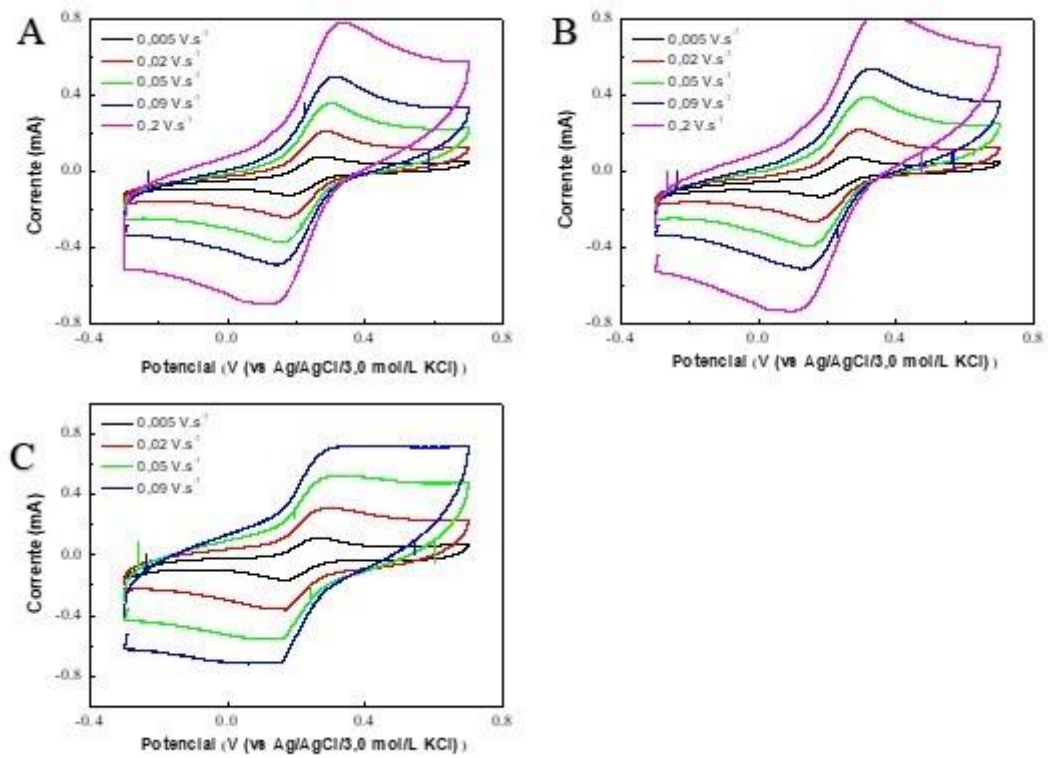 A
0,005 V.s⁻¹
0,02 V.s⁻¹
0,05 V.s⁻¹
0,09 V.s⁻¹
0.2 V.s⁻¹
Corrente (mA)
0.8
0.4
0.0
-0.4
-0.8
-0.4 0.0 0.4 0.8
Potencial (V (vs Ag/AgCl/3,0 mol/L KCl))
B
0,005 V.s⁻¹
0,02 V.s⁻¹
0,05 V.s⁻¹
0,09 V.s⁻¹
0.2 V.s⁻¹
Corrente (mA)
0.8
0.4
0.0
-0.4
-0.8
-0.4 0.0 0.4 0.8
Potencial (V (vs Ag/AgCl/3,0 mol/L KCl))
C
0,005 V.s⁻¹
0,02 V.s⁻¹
0,05 V.s⁻¹
0,09 V.s⁻¹
Corrente (mA)
0.8
0.4
0.0
-0.4
-0.8
-0.4 0.0 0.4 0.8
Potencial (V (vs Ag/AgCl/3,0 mol/L KCl))